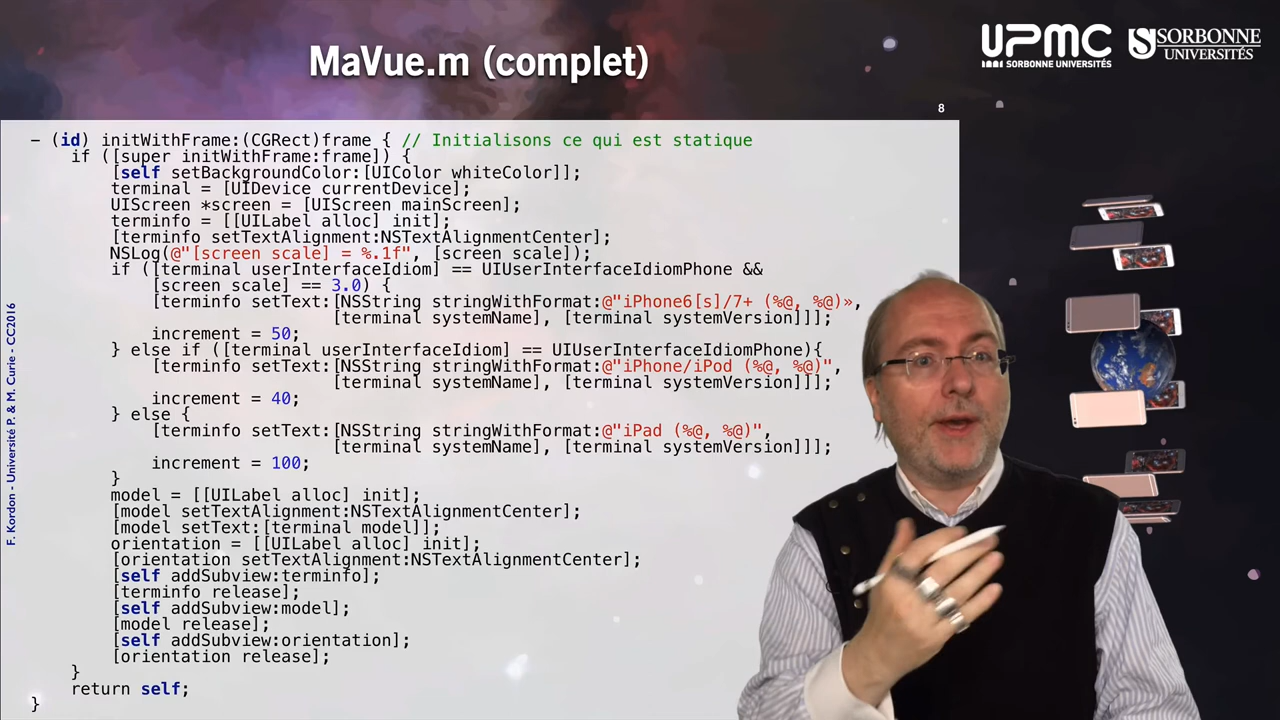 MaVue.m (complet)
UPMC
SORBONNE UNIVERSITÉS
SORBONNE
UNIVERSITÉS
8
- (id) initWithFrame:(CGRect)frame { // Initialisons ce qui est statique
if ([super initWithFrame:frame]) {
[self setBackgroundColor:[UIColor whiteColor]];
terminal = [UIDevice currentDevice];
UIScreen *screen = [UIScreen mainScreen];
terminfo = [[UILabel alloc] init];
[terminfo setTextAlignment:NSTextAlignmentCenter];
NSLog(@"[screen scale] = %.1f", [screen scale]);
if ([terminal userInterfaceIdiom] == UIUserInterfaceIdiomPhone &&
[screen scale] == 3.0) {
[terminfo setText:[NSString stringWithFormat:@"iPhone6[s]/7+ (%@, %@)»,
[terminal systemName], [terminal systemVersion]]];
increment = 50;
} else if ([terminal userInterfaceIdiom] == UIUserInterfaceIdiomPhone){
[terminfo setText:[NSString stringWithFormat:@"iPhone/iPod (%@, %@)",
[terminal systemName], [terminal systemVersion]]];
increment = 40;
} else {
[terminfo setText:[NSString stringWithFormat:@"iPad (%@, %@)",
[terminal systemName], [terminal systemVersion]]];
increment = 100;
}
model = [[UILabel alloc] init];
[model setTextAlignment:NSTextAlignmentCenter];
[model setText:[terminal model]];
orientation = [[UILabel alloc] init];
[orientation setTextAlignment:NSTextAlignmentCenter];
[self addSubview:terminfo];
[terminfo release];
[self addSubview:model];
[model release];
[self addSubview:orientation];
[orientation release];
}
return self;
}
F. Kordon - Université P. & M. Curie - CC2016